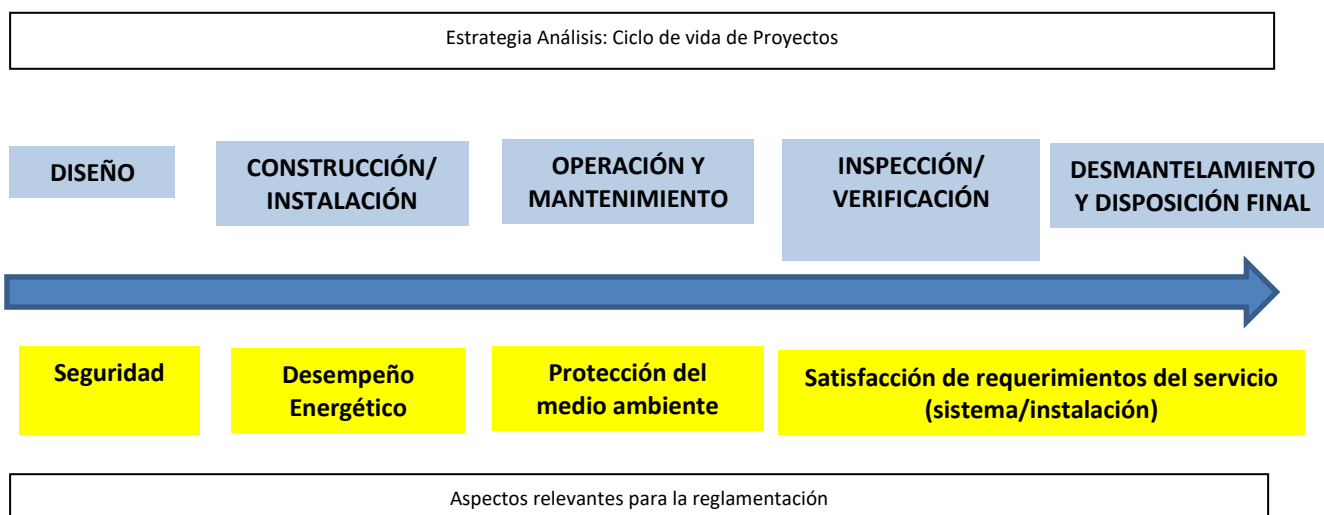 Estrategia Análisis: Ciclo de vida de Proyectos
DISEÑO
CONSTRUCCIÓN/
INSTALACIÓN
OPERACIÓN Y
MANTENIMIENTO
INSPECCIÓN/
VERIFICACIÓN
DESMANTELAMIENTO
Y DISPOSICIÓN FINAL
Seguridad
Desempeño
Energético
Protección del
medio ambiente
Satisfacción de requerimientos del servicio
(sistema/instalación)
Aspectos relevantes para la reglamentación